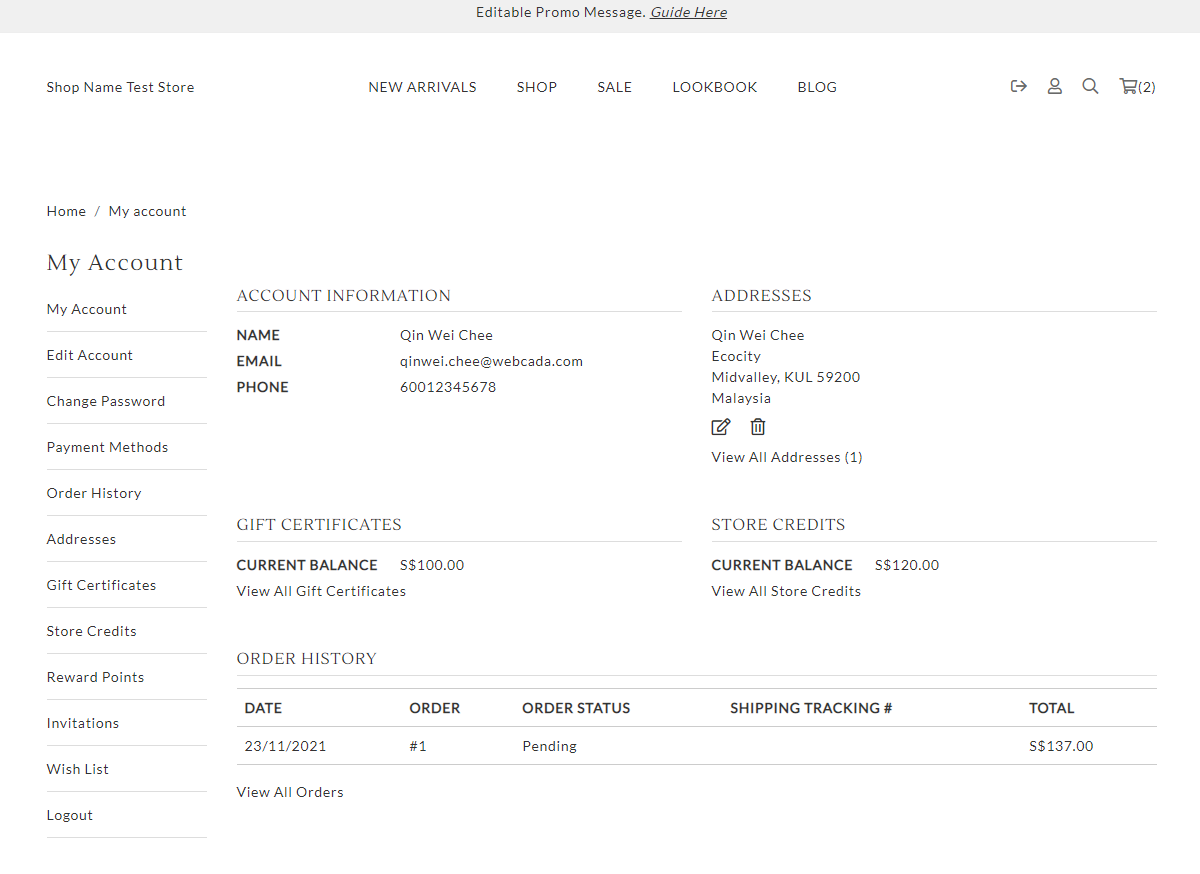 Editable Promo Message. Guide Here
Shop Name Test Store
NEW ARRIVALS SHOP SALE LOOKBOOK BLOG
(2)
Home / My account
My Account
My Account
Edit Account
Change Password
Payment Methods
Order History
Addresses
Gift Certificates
Store Credits
Reward Points
Invitations
Wish List
Logout
ACCOUNT INFORMATION
NAME Qin Wei Chee
EMAIL qinwei.chee@webcada.com
PHONE 60012345678
ADDRESSES
Qin Wei Chee
Ecocity
Midvalley, KUL 59200
Malaysia
View All Addresses (1)
GIFT CERTIFICATES
CURRENT BALANCE S$100.00
View All Gift Certificates
STORE CREDITS
CURRENT BALANCE S$120.00
View All Store Credits
ORDER HISTORY
DATE ORDER ORDER STATUS SHIPPING TRACKING # TOTAL
23/11/2021 #1 Pending S$137.00
View All Orders